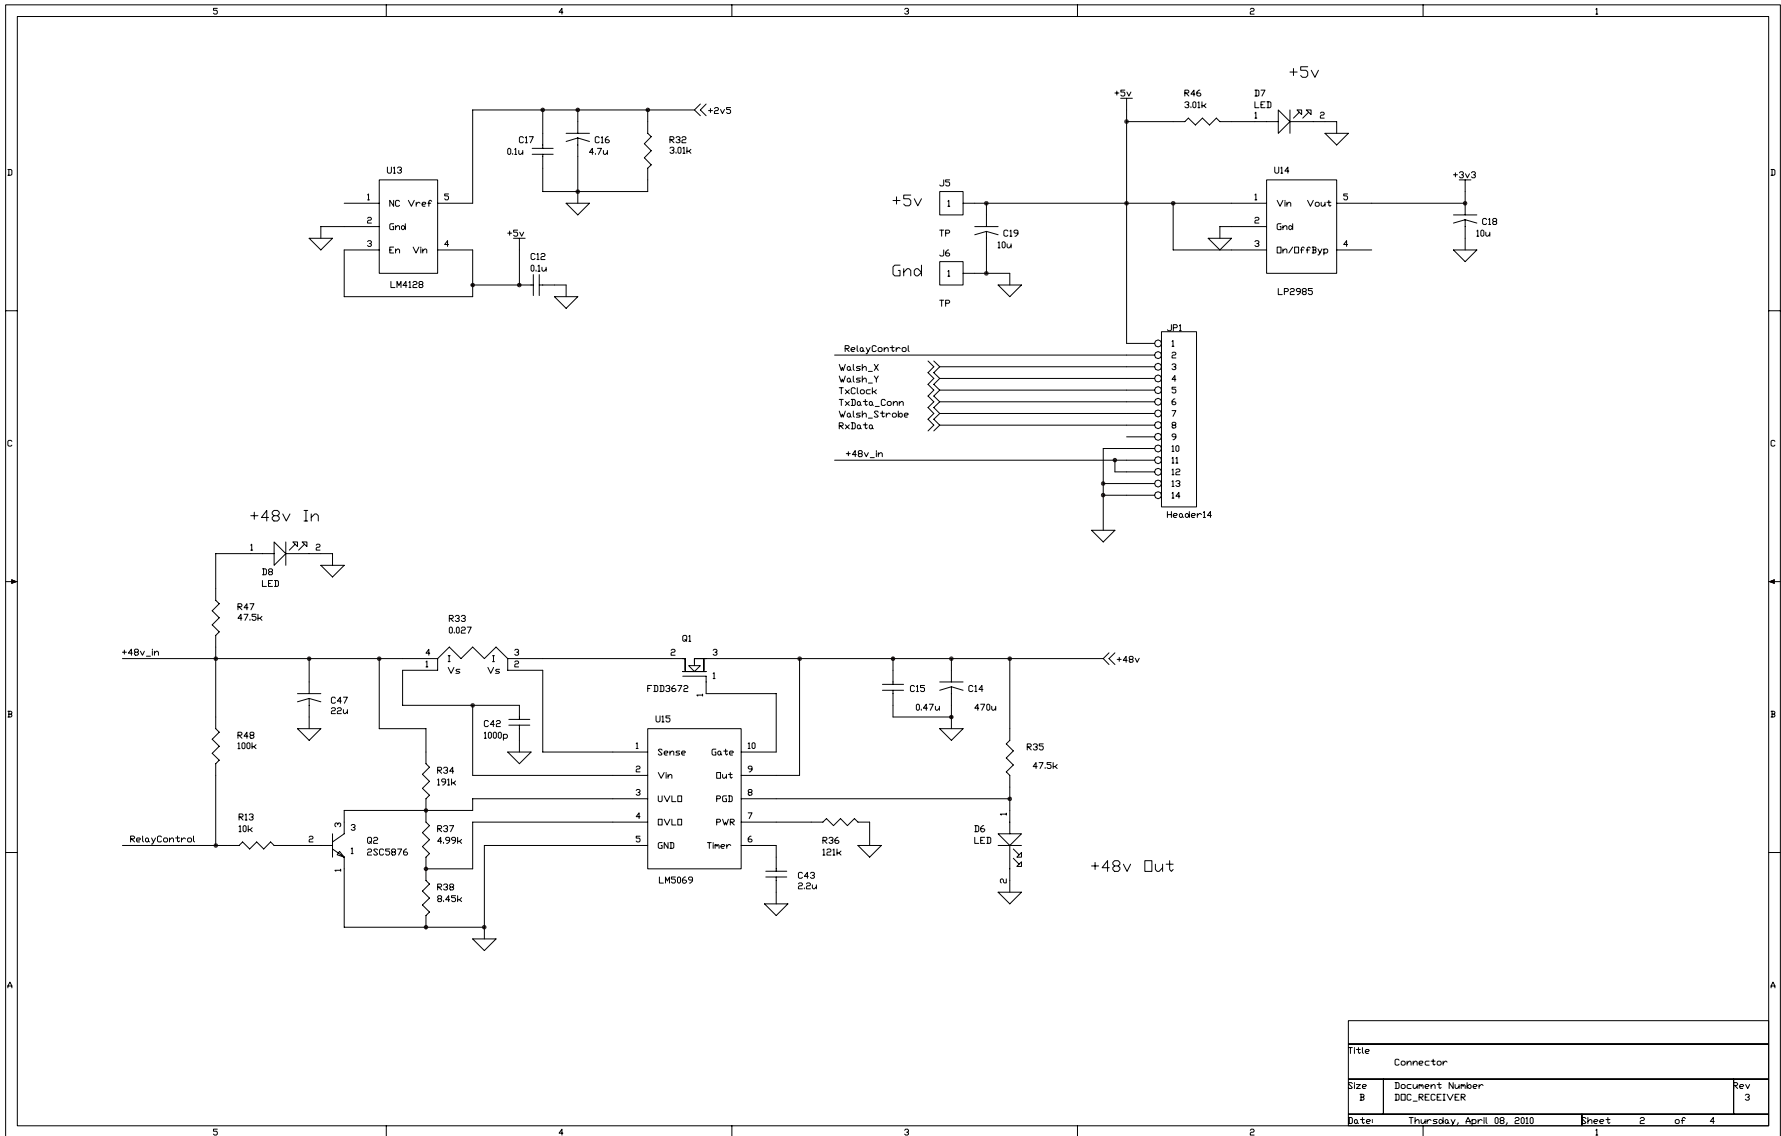 5 4 3 2 1
D
D
C
C
B
B
A
A
+2v5
C17
0.1u
C16
4.7u
R32
3.01k
U13
1 NC Vref 5
2 Gnd
3 En Vin 4
LM4128
+5v
C12
0.1u
+5v
+5v
R46
3.01k
D7
LED
1 2
J5
+5v 1
TP
C19
10u
J6
Gnd 1
TP
U14
1 Vin Vout 5
2 Gnd
3 On/OffByp 4
LP2985
+3v3
C18
10u
JP1
1
RelayControl 2
Walsh_X 3
Walsh_Y 4
TxClock 5
TxData_Conn 6
Walsh_Strobe 7
RxData 8
9
10
+48v_in 11
12
13
14
Header14
+48v In
1 2
D8
LED
R47
47.5k
+48v_in
C47
22u
R48
100k
R33
0.027
4 I I 3
1 Vs Vs 2
C42
1000p
Q1
2 3
1
1
FDD3672
U15
1 Sense Gate 10
2 Vin Out 9
3 UVLO PGD 8
4 OVLO PWR 7
5 GND Timer 6
LM5069
R34
191k
R37
4.99k
R38
8.45k
RelayControl
R13
10k
2
3
3
1
1
Q2
2SC5876
R36
121k
C43
2.2u
+48v
C15
0.47u
C14
470u
R35
47.5k
1
D6
LED
2
+48v Out
Title
Connector
Size
B
Document Number
DOC_RECEIVER
Rev
3
Date: Thursday, April 08, 2010 Sheet 2 of 4
5 4 3 2 1